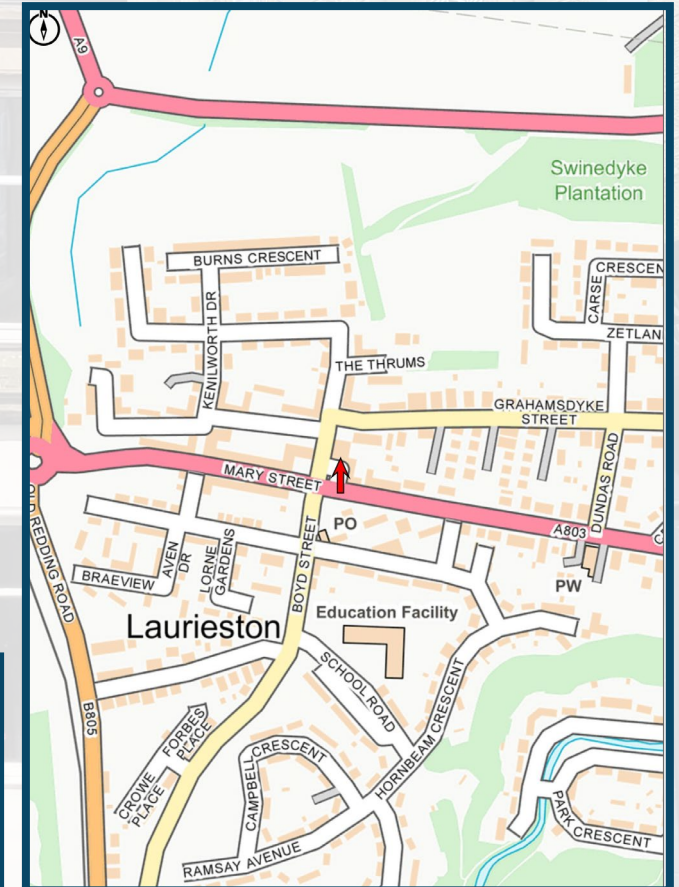 N
A9
Swinedyke
Plantation
BURNS CRESCENT
CRESCEN
CARSE
KENILWORTH DR
ZETLAN
THE THRUMS
GRAHAMSDYKE
STREET
MARY STREET
DUNDAS ROAD
A803
PO
OLD REDDING ROAD
BOYD STREET
AVEN
DR
LORNE
GARDENS
BRAEVIEW
PW
Education Facility
Laurieston
SCHOOL ROAD
B805
FORBES
PLACE
CROWE
PLACE
CAMPBELL
CRESCENT
HORNBEAM CRESCENT
PARK
CRESCENT
RAMSAY AVENUE